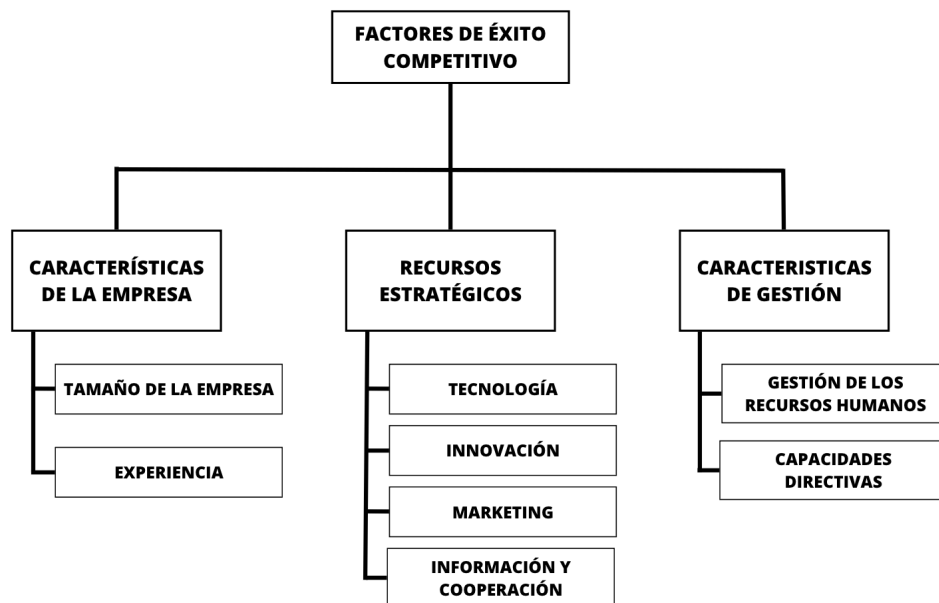 FACTORES DE ÉXITO
COMPETITIVO
CARACTERÍSTICAS
DE LA EMPRESA
TAMAÑO DE LA EMPRESA
EXPERIENCIA
RECURSOS
ESTRATÉGICOS
TECNOLOGÍA
INNOVACIÓN
MARKETING
INFORMACIÓN Y
COOPERACIÓN
CARACTERISTICAS
DE GESTIÓN
GESTIÓN DE LOS
RECURSOS HUMANOS
CAPACIDADES
DIRECTIVAS